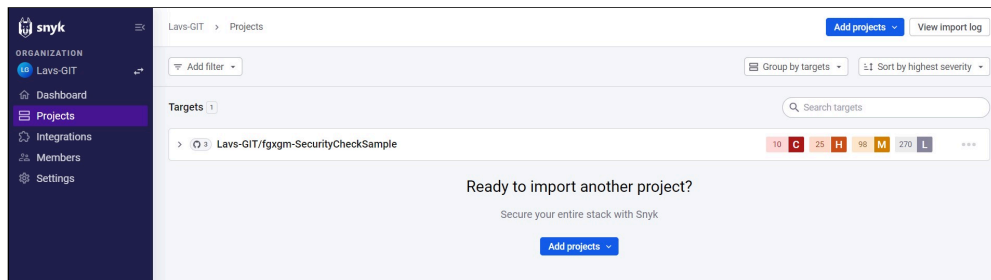 snyk
ORGANIZATION
LG Lavs-GIT
Dashboard
Projects
Integrations
Members
Settings
Lavs-GIT > Projects
Add projects
View import log
Add filter
Group by targets
Sort by highest severity
Targets 1
Search targets
3 Lavs-GIT/fgxgm-SecurityCheckSample
10 C 25 H 98 M 270 L
Ready to import another project?
Secure your entire stack with Snyk
Add projects